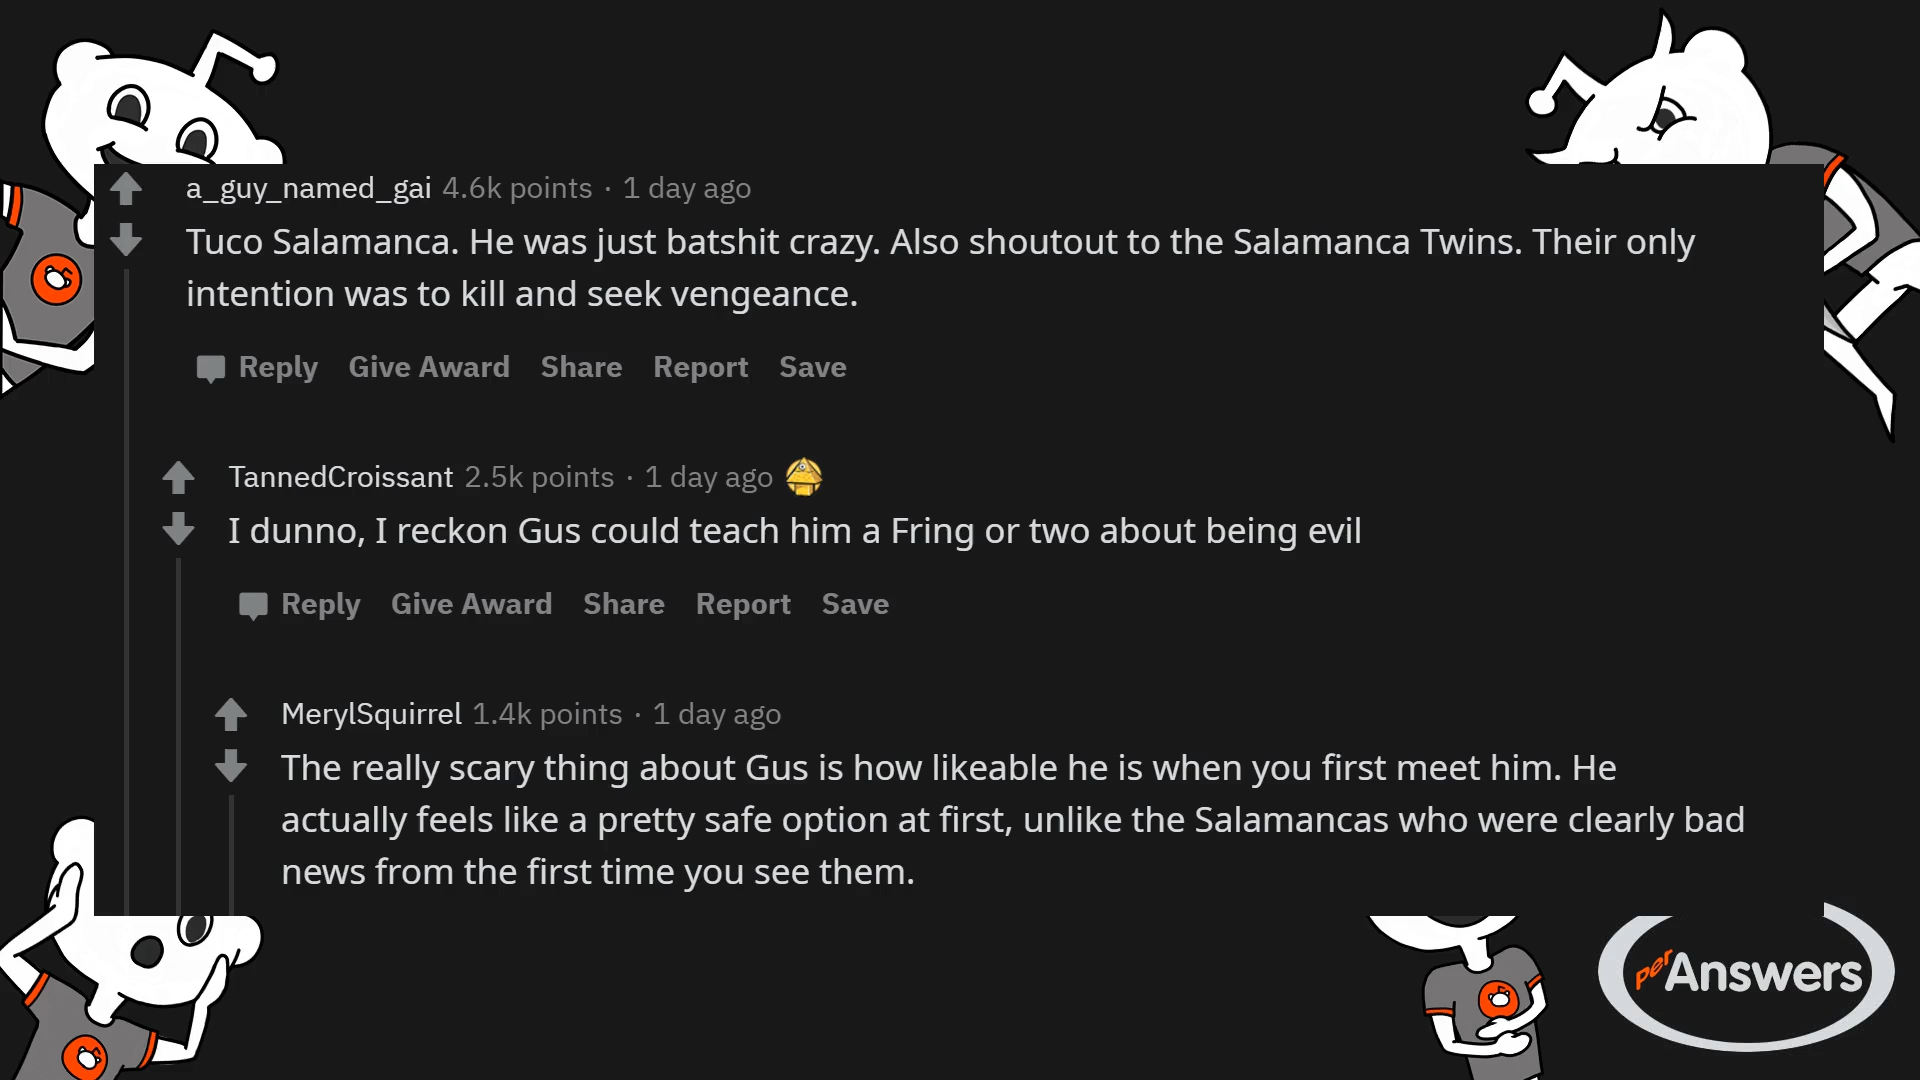 a_guy_named_gai 4.6k points · 1 day ago
Tuco Salamanca. He was just batshit crazy. Also shoutout to the Salamanca Twins. Their only
intention was to kill and seek vengeance.
Reply Give Award Share Report Save
TannedCroissant 2.5k points · 1 day ago
I dunno, I reckon Gus could teach him a Fring or two about being evil
Reply Give Award Share Report Save
MerylSquirrel 1.4k points · 1 day ago
The really scary thing about Gus is how likeable he is when you first meet him. He
actually feels like a pretty safe option at first, unlike the Salamancas who were clearly bad
news from the first time you see them.
perAnswers